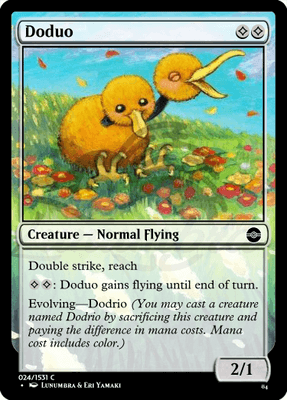 Doduo
Creature — Normal Flying
Double strike, reach
: Doduo gains flying until end of turn.
Evolving—Dodrio (You may cast a creature
named Dodrio by sacrificing this creature and
paying the difference in mana costs. Mana
cost includes color.)
2/1
024/1531 C
Lunumbra & Eri Yamaki